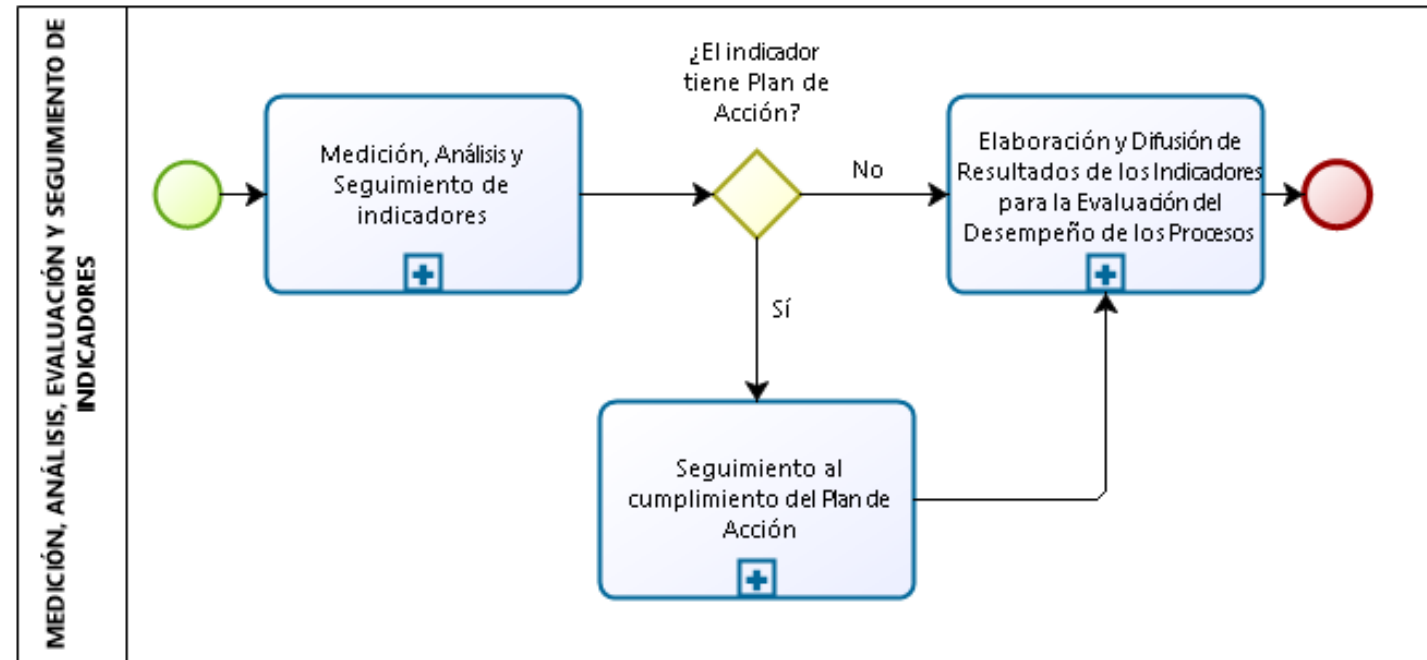 MEDICIÓN, ANÁLISIS, EVALUACIÓN Y SEGUIMIENTO DE
INDICADORES
Medición, Análisis y
Seguimiento de
indicadores
¿El indicador
tiene Plan de
Acción?
No
Sí
Elaboración y Difusión de
Resultados de los Indicadores
para la Evaluación del
Desempeño de los Procesos
Seguimiento al
cumplimiento del Plan de
Acción